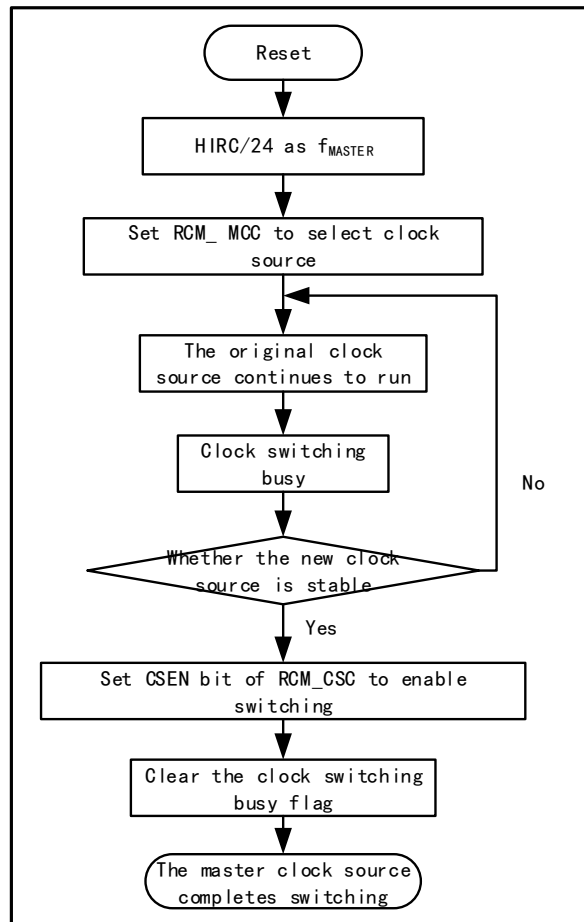 Reset
HIRC/24 as fMASTER
Set RCM_ MCC to select clock
source
The original clock
source continues to run
Clock switching
busy
No
Whether the new clock
source is stable
Yes
Set CSEN bit of RCM_CSC to enable
switching
Clear the clock switching
busy flag
The master clock source
completes switching